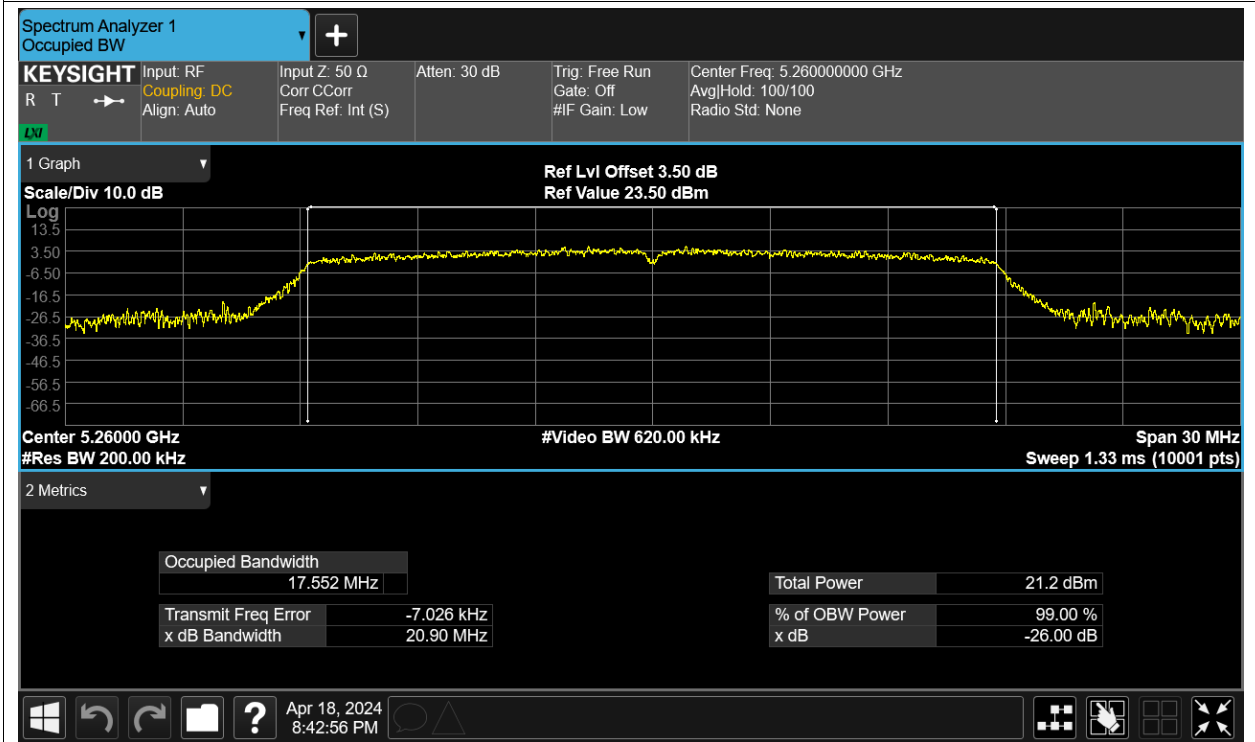 Spectrum Analyzer 1
Occupied BW
KEYSIGHT
R T
LXI
Input: RF
Coupling: DC
Align: Auto
Input Z: 50 Ω
Corr CCorr
Freq Ref: Int (S)
Atten: 30 dB
Trig: Free Run
Gate: Off
#IF Gain: Low
Center Freq: 5.260000000 GHz
Avg|Hold: 100/100
Radio Std: None
1 Graph
Scale/Div 10.0 dB
Ref Lvl Offset 3.50 dB
Ref Value 23.50 dBm
Log
13.5
3.50
-6.50
-16.5
-26.5
-36.5
-46.5
-56.5
-66.5
Center 5.26000 GHz
#Video BW 620.00 kHz
Span 30 MHz
#Res BW 200.00 kHz
Sweep 1.33 ms (10001 pts)
2 Metrics
Occupied Bandwidth
17.552 MHz
Transmit Freq Error -7.026 kHz
x dB Bandwidth 20.90 MHz
Total Power 21.2 dBm
% of OBW Power 99.00 %
x dB -26.00 dB
?
Apr 18, 2024
8:42:56 PM